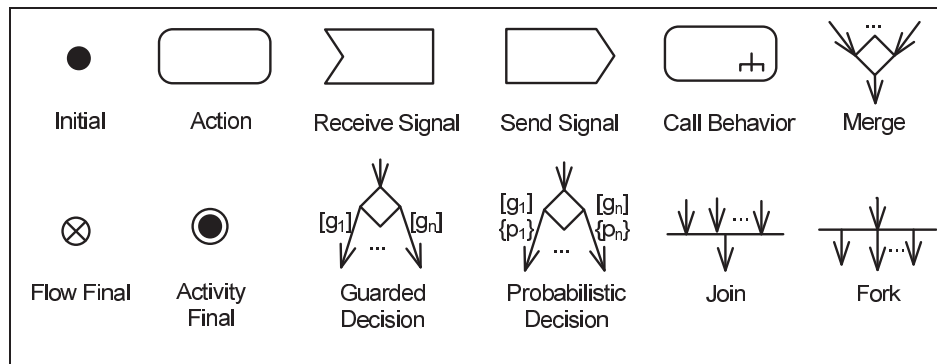 ...
Initial Action Receive Signal Send Signal Call Behavior Merge
[g1] [gn] [g1] [gn]
{p1} {pn}
... ... ... ...
Flow Final Activity Final Guarded Decision Probabilistic Decision Join Fork